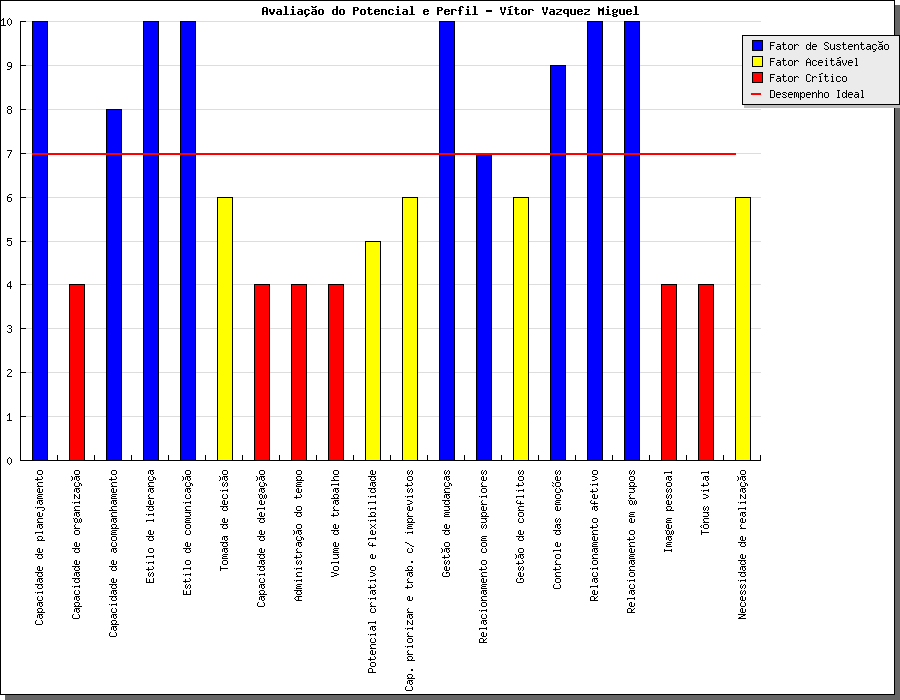 Avaliação do Potencial e Perfil - Vítor Vazquez Miguel
Fator de Sustentação
Fator Aceitável
Fator Crítico
Desempenho Ideal
10
9
8
7
6
5
4
3
2
1
0
Capacidade de planejamento
Capacidade de organização
Capacidade de acompanhamento
Estilo de liderança
Estilo de comunicação
Tomada de decisão
Capacidade de delegação
Administração do tempo
Volume de trabalho
Potencial criativo e flexibilidade
Cap. priorizar e trab. c/ imprevistos
Gestão de mudanças
Relacionamento com superiores
Gestão de conflitos
Controle das emoções
Relacionamento afetivo
Relacionamento em grupos
Imagem pessoal
Tônus vital
Necessidade de realização